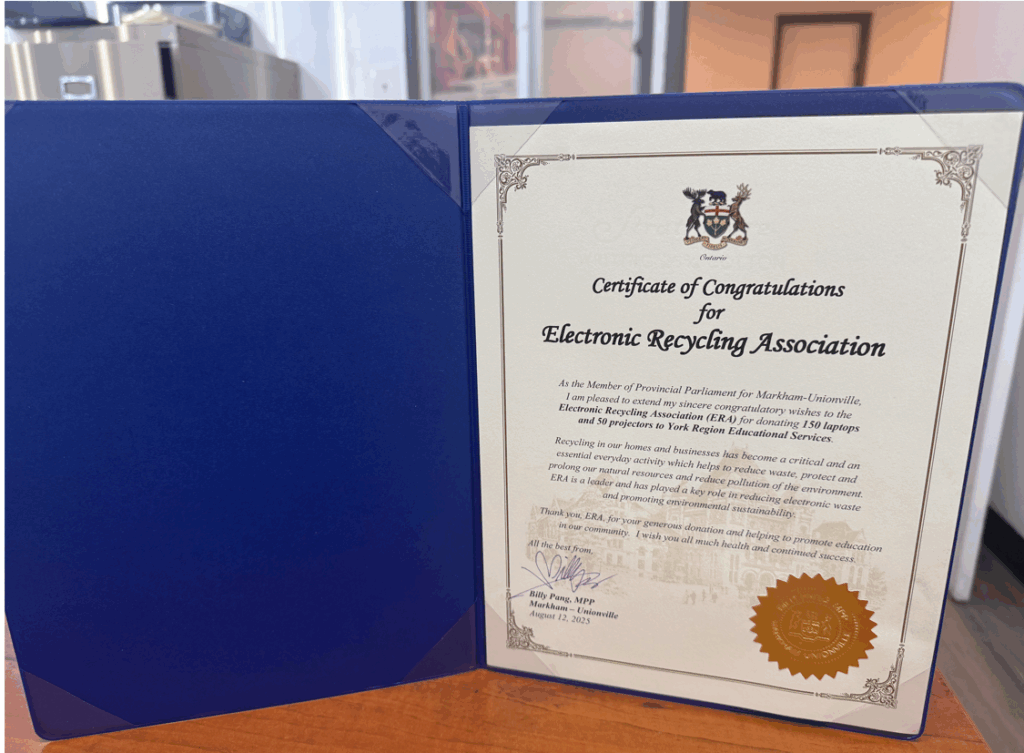 Ontario
Certificate of Congratulations
for
Electronic Recycling Association
As the Member of Provincial Parliament for Markham-Unionville,
I am pleased to extend my sincere congratulatory wishes to the
Electronic Recycling Association (ERA) for donating 150 laptops
and 50 projectors to York Region Educational Services.
Recycling in our homes and businesses has become a critical and an
essential everyday activity which helps to reduce waste, protect and
prolong our natural resources and reduce pollution of the environment.
ERA is a leader and has played a key role in reducing electronic waste
and promoting environmental sustainability.
Thank you, ERA, for your generous donation and helping to promote education
in our community. I wish you all much health and continued success.
All the best from,
Billy Pang, MPP
Markham – Unionville
August 12, 2025
UNIONVILLE